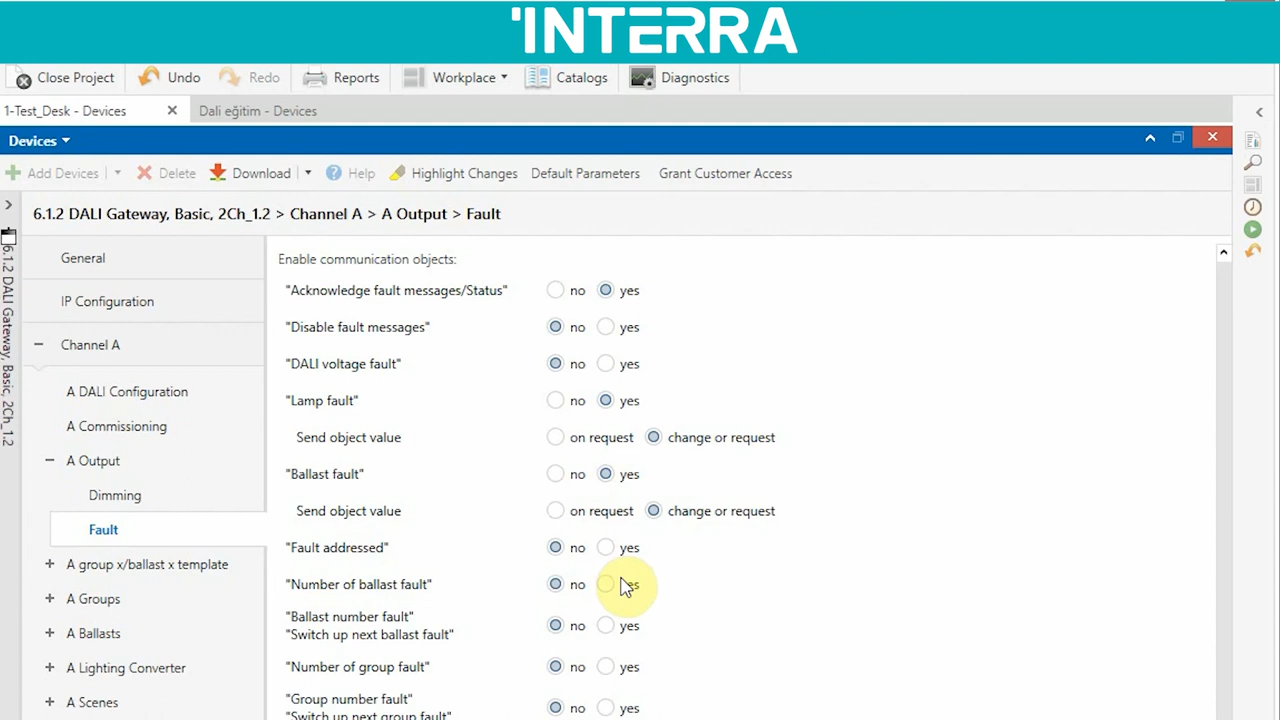 INTERRA
Close Project Undo Redo Reports Workplace Catalogs Diagnostics
1-Test_Desk - Devices Dali eğitim - Devices
Devices
Add Devices Delete Download Help Highlight Changes Default Parameters Grant Customer Access
6.1.2 DALI Gateway, Basic, 2Ch_1.2 > Channel A > A Output > Fault
6.1.2 DALI Gateway, Basic, 2Ch_1.2
General
IP Configuration
Channel A
A DALI Configuration
A Commissioning
A Output
Dimming
Fault
A group x/ballast x template
A Groups
A Ballasts
A Lighting Converter
A Scenes
Enable communication objects:
"Acknowledge fault messages/Status" no yes
"Disable fault messages" no yes
"DALI voltage fault" no yes
"Lamp fault" no yes
Send object value on request change or request
"Ballast fault" no yes
Send object value on request change or request
"Fault addressed" no yes
"Number of ballast fault" no yes
"Ballast number fault"
"Switch up next ballast fault" no yes
"Number of group fault" no yes
"Group number fault"
"Switch up next group fault" no yes